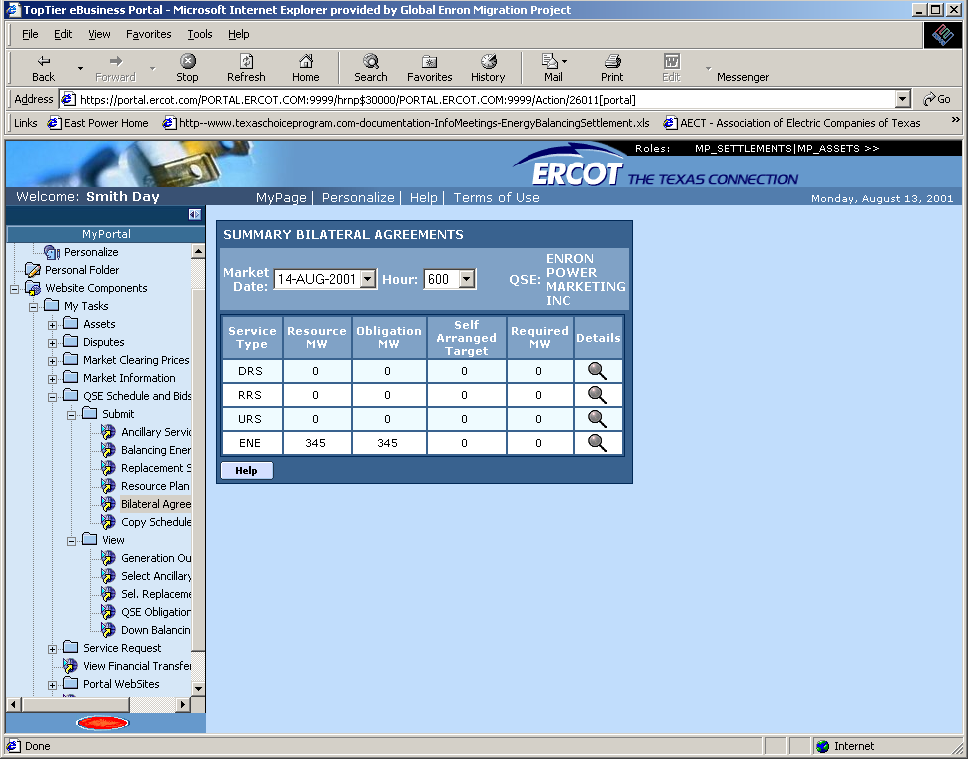 TopTier eBusiness Portal - Microsoft Internet Explorer provided by Global Enron Migration Project
File Edit View Favorites Tools Help
Back Forward Stop Refresh Home Search Favorites History Mail Print Edit Messenger
Address https://portal.ercot.com/PORTAL.ERCOT.COM:9999/hrnp$30000/PORTAL.ERCOT.COM:9999/Action/26011[portal] Go
Links East Power Home http--www.texaschoiceprogram.com-documentation-InfoMeetings-EnergyBalancingSettlement.xls AECT - Association of Electric Companies of Texas »
Roles: MP_SETTLEMENTS|MP_ASSETS >>
ERCOT THE TEXAS CONNECTION
Welcome: Smith Day MyPage | Personalize | Help | Terms of Use Monday, August 13, 2001
MyPortal
Personalize
Personal Folder
Website Components
My Tasks
Assets
Disputes
Market Clearing Prices
Market Information
QSE Schedule and Bids
Submit
Ancillary Servic
Balancing Ener
Replacement S
Resource Plan
Bilateral Agree
Copy Schedule
View
Generation Ou
Select Ancillary
Sel. Replaceme
QSE Obligation
Down Balancin
Service Request
View Financial Transfer
Portal WebSites
SUMMARY BILATERAL AGREEMENTS
Market Date: 14-AUG-2001 Hour: 600 QSE: ENRON
POWER
MARKETING
INC
Service Type Resource MW Obligation MW Self Arranged Target Required MW Details
DRS 0 0 0 0
RRS 0 0 0 0
URS 0 0 0 0
ENE 345 345 0 0
Help
Done Internet